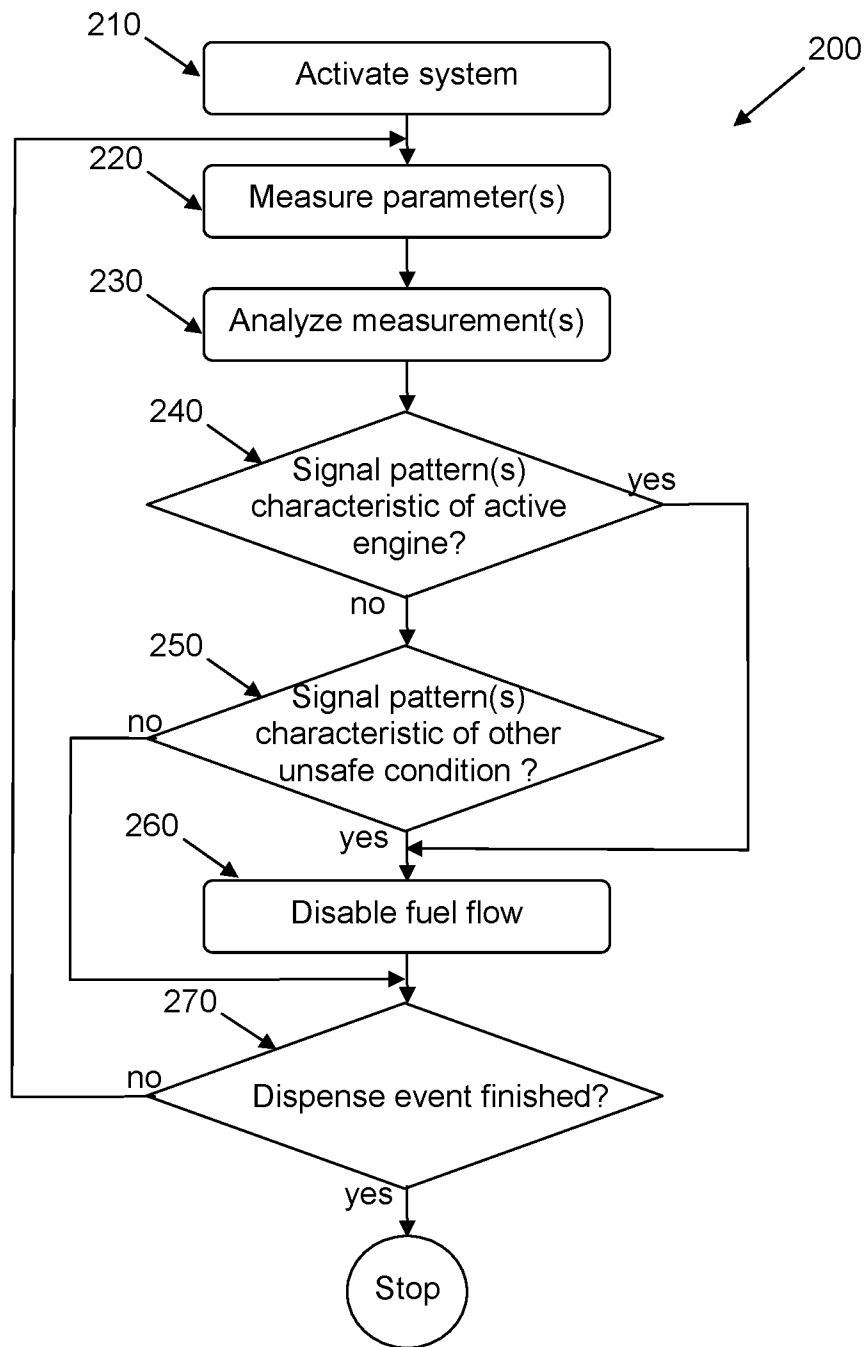 210
Activate system
200
220
Measure parameter(s)
230
Analyze measurement(s)
240
Signal pattern(s)
characteristic of active
engine?
yes
no
250
Signal pattern(s)
characteristic of other
unsafe condition ?
no
yes
260
Disable fuel flow
270
Dispense event finished?
no
yes
Stop